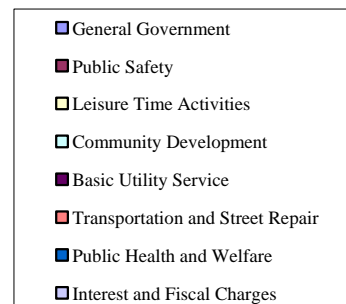 General Government
Public Safety
Leisure Time Activities
Community Development
Basic Utility Service
Transportation and Street Repair
Public Health and Welfare
Interest and Fiscal Charges